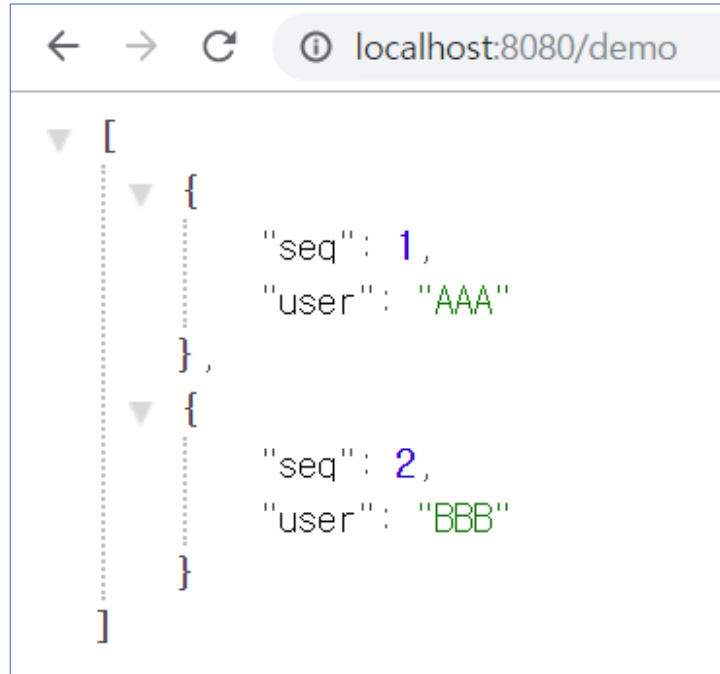 localhost:8080/demo
[
{
"seq": 1,
"user": "AAA"
},
{
"seq": 2,
"user": "BBB"
}
]